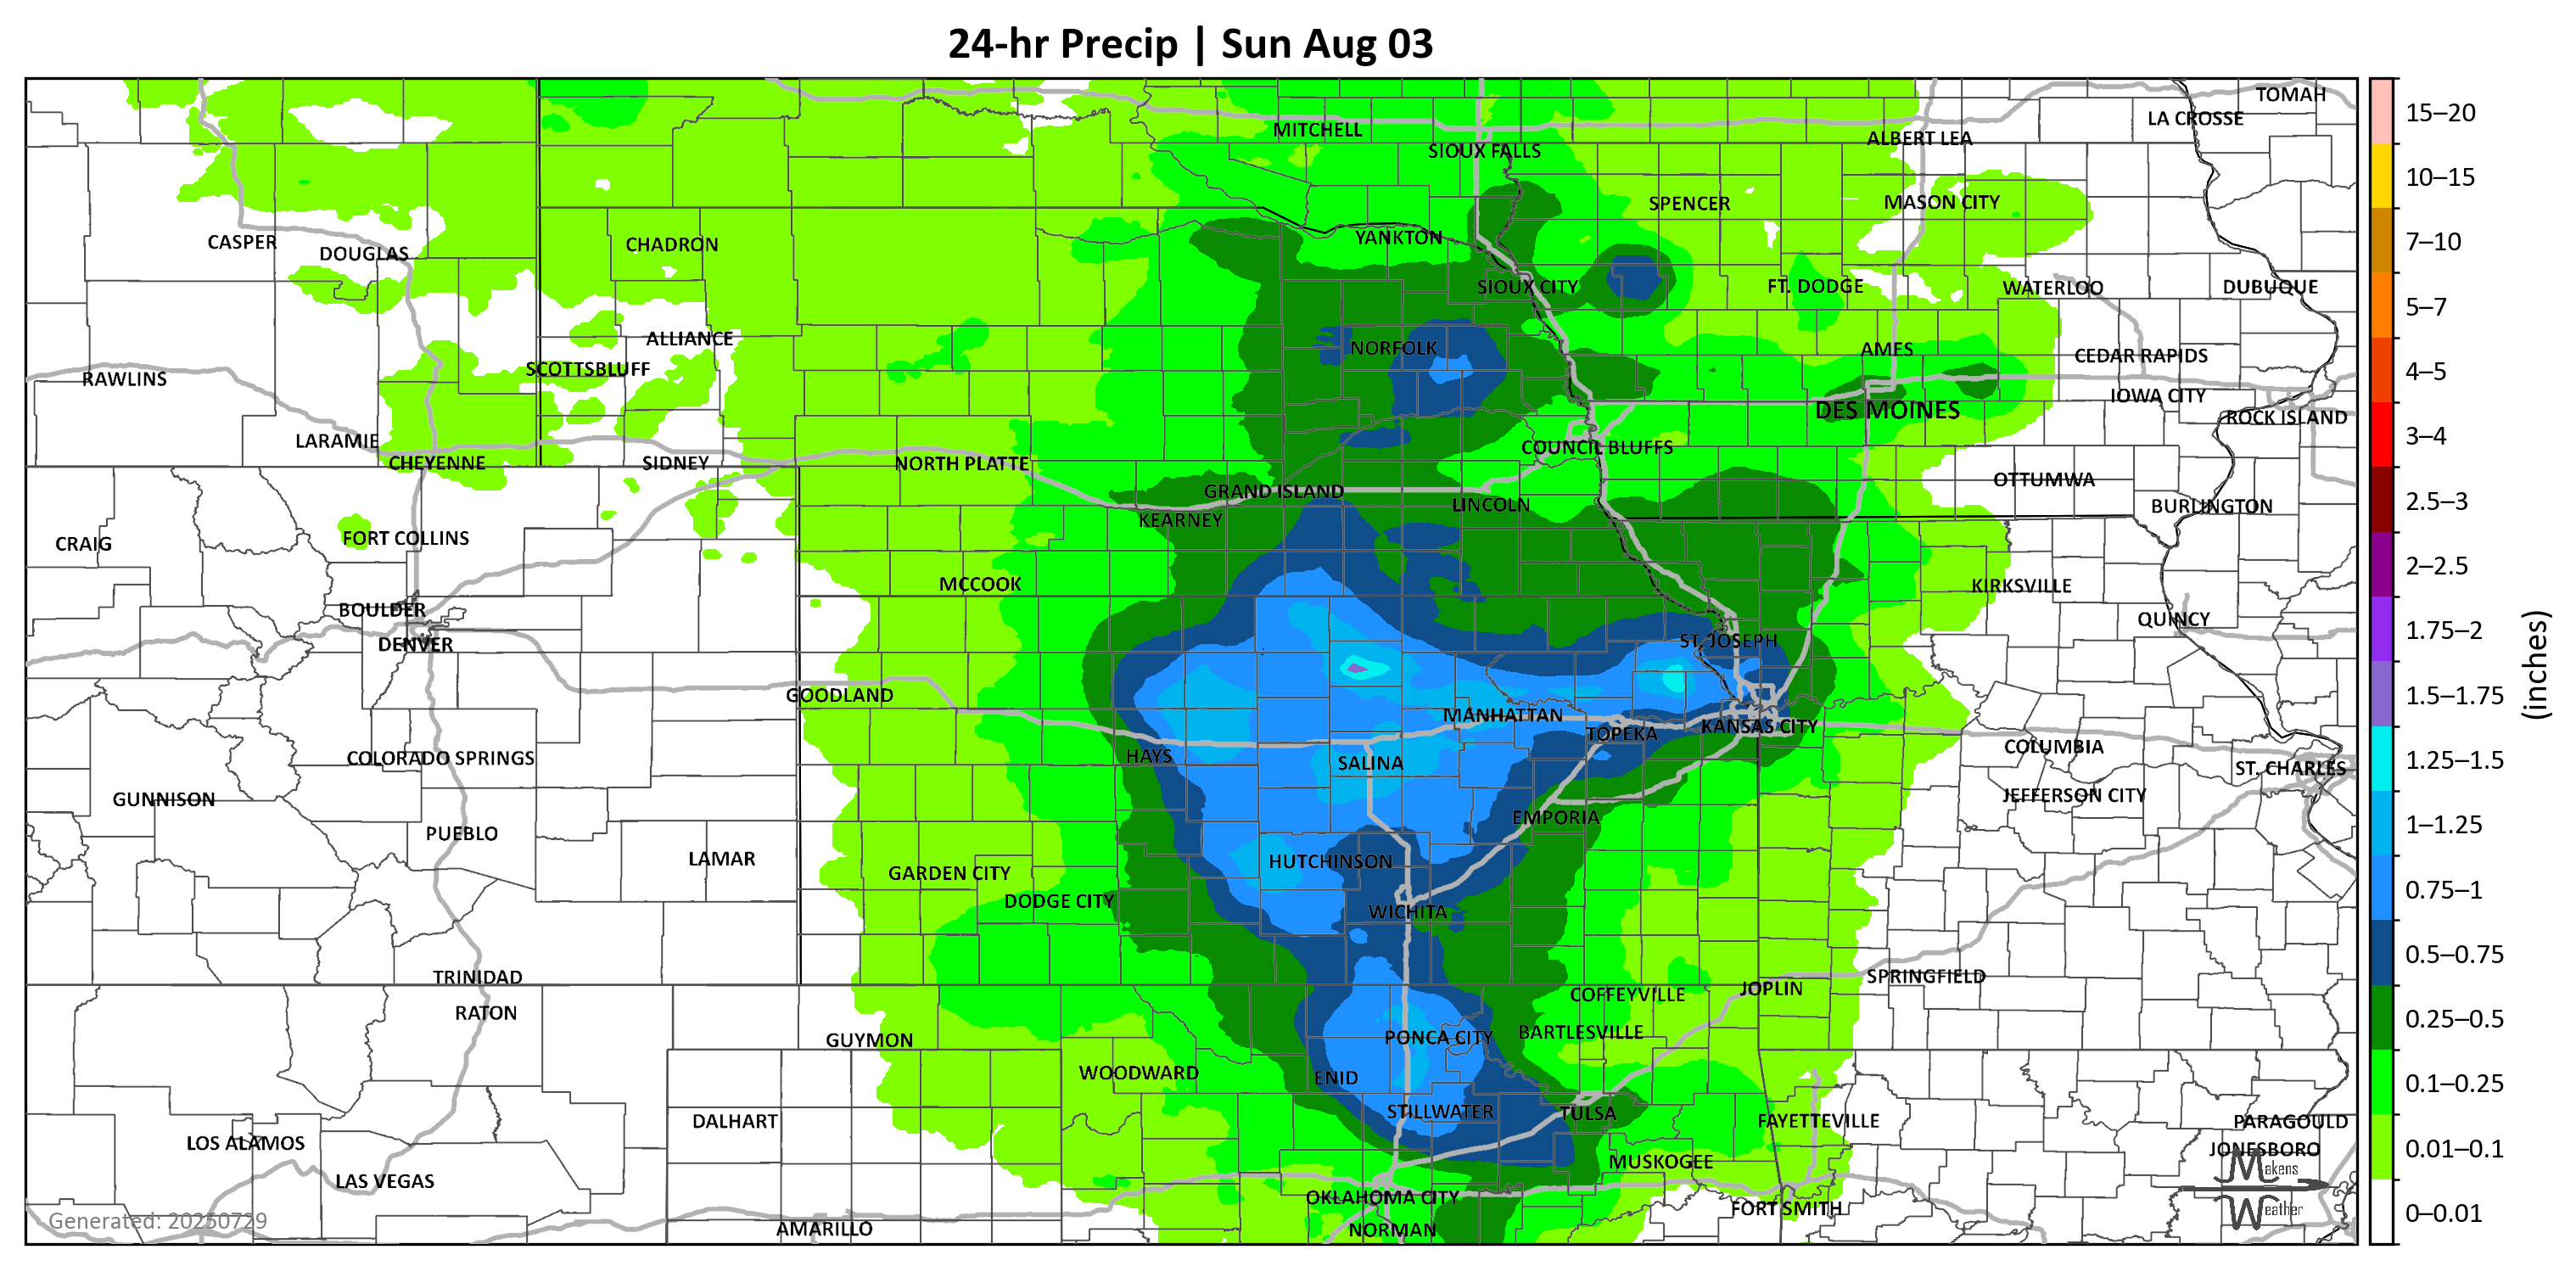 24-hr Precip | Sun Aug 03
TOMAH
LA CROSSE
MITCHELL
ALBERT LEA
SIOUX FALLS
SPENCER
MASON CITY
CASPER
DOUGLAS
CHADRON
YANKTON
SIOUX CITY
FT. DODGE
WATERLOO
DUBUQUE
ALLIANCE
NORFOLK
AMES
CEDAR RAPIDS
SCOTTSBLUFF
RAWLINS
IOWA CITY
DES MOINES
ROCK ISLAND
LARAMIE
COUNCIL BLUFFS
CHEYENNE
SIDNEY
NORTH PLATTE
OTTUMWA
GRAND ISLAND
LINCOLN
BURLINGTON
KEARNEY
FORT COLLINS
CRAIG
MCCOOK
KIRKSVILLE
BOULDER
QUINCY
DENVER
ST. JOSEPH
GOODLAND
MANHATTAN
KANSAS CITY
TOPEKA
COLUMBIA
COLORADO SPRINGS
HAYS
SALINA
ST. CHARLES
GUNNISON
JEFFERSON CITY
EMPORIA
PUEBLO
LAMAR
HUTCHINSON
GARDEN CITY
DODGE CITY
WICHITA
TRINIDAD
SPRINGFIELD
JOPLIN
COFFEYVILLE
RATON
BARTLESVILLE
PONCA CITY
GUYMON
WOODWARD
ENID
STILLWATER
TULSA
DALHART
FAYETTEVILLE
PARAGOULD
LOS ALAMOS
JONESBORO
MUSKOGEE
LAS VEGAS
OKLAHOMA CITY
FORT SMITH
AMARILLO
NORMAN
Generated: 20250729
Makens
Weather
15–20
10–15
7–10
5–7
4–5
3–4
2.5–3
2–2.5
1.75–2
1.5–1.75
1.25–1.5
1–1.25
0.75–1
0.5–0.75
0.25–0.5
0.1–0.25
0.01–0.1
0–0.01
(inches)